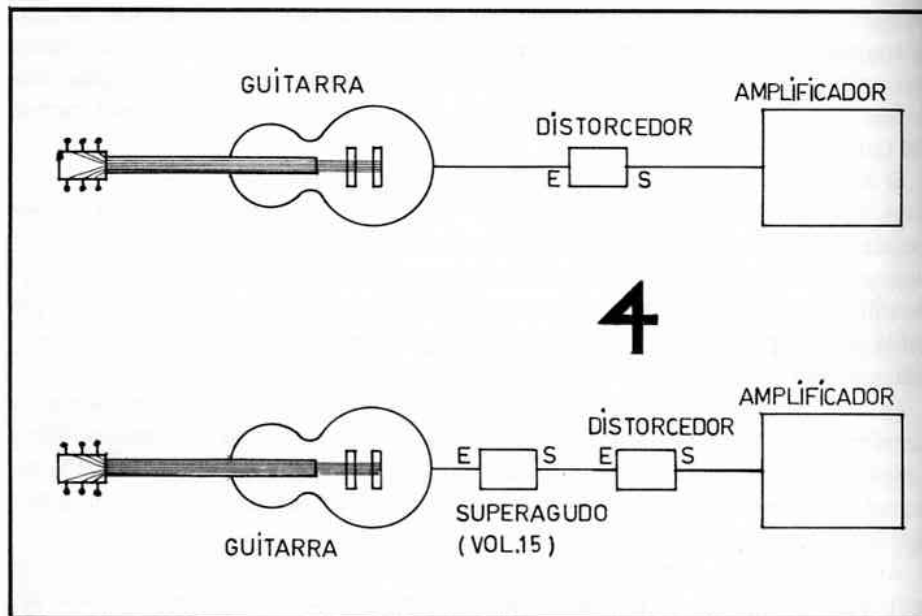 GUITARRA
AMPLIFICADOR
DISTORCEDOR
E S
4
AMPLIFICADOR
DISTORCEDOR
E S E S
SUPERAGUDO
(VOL.15)
GUITARRA